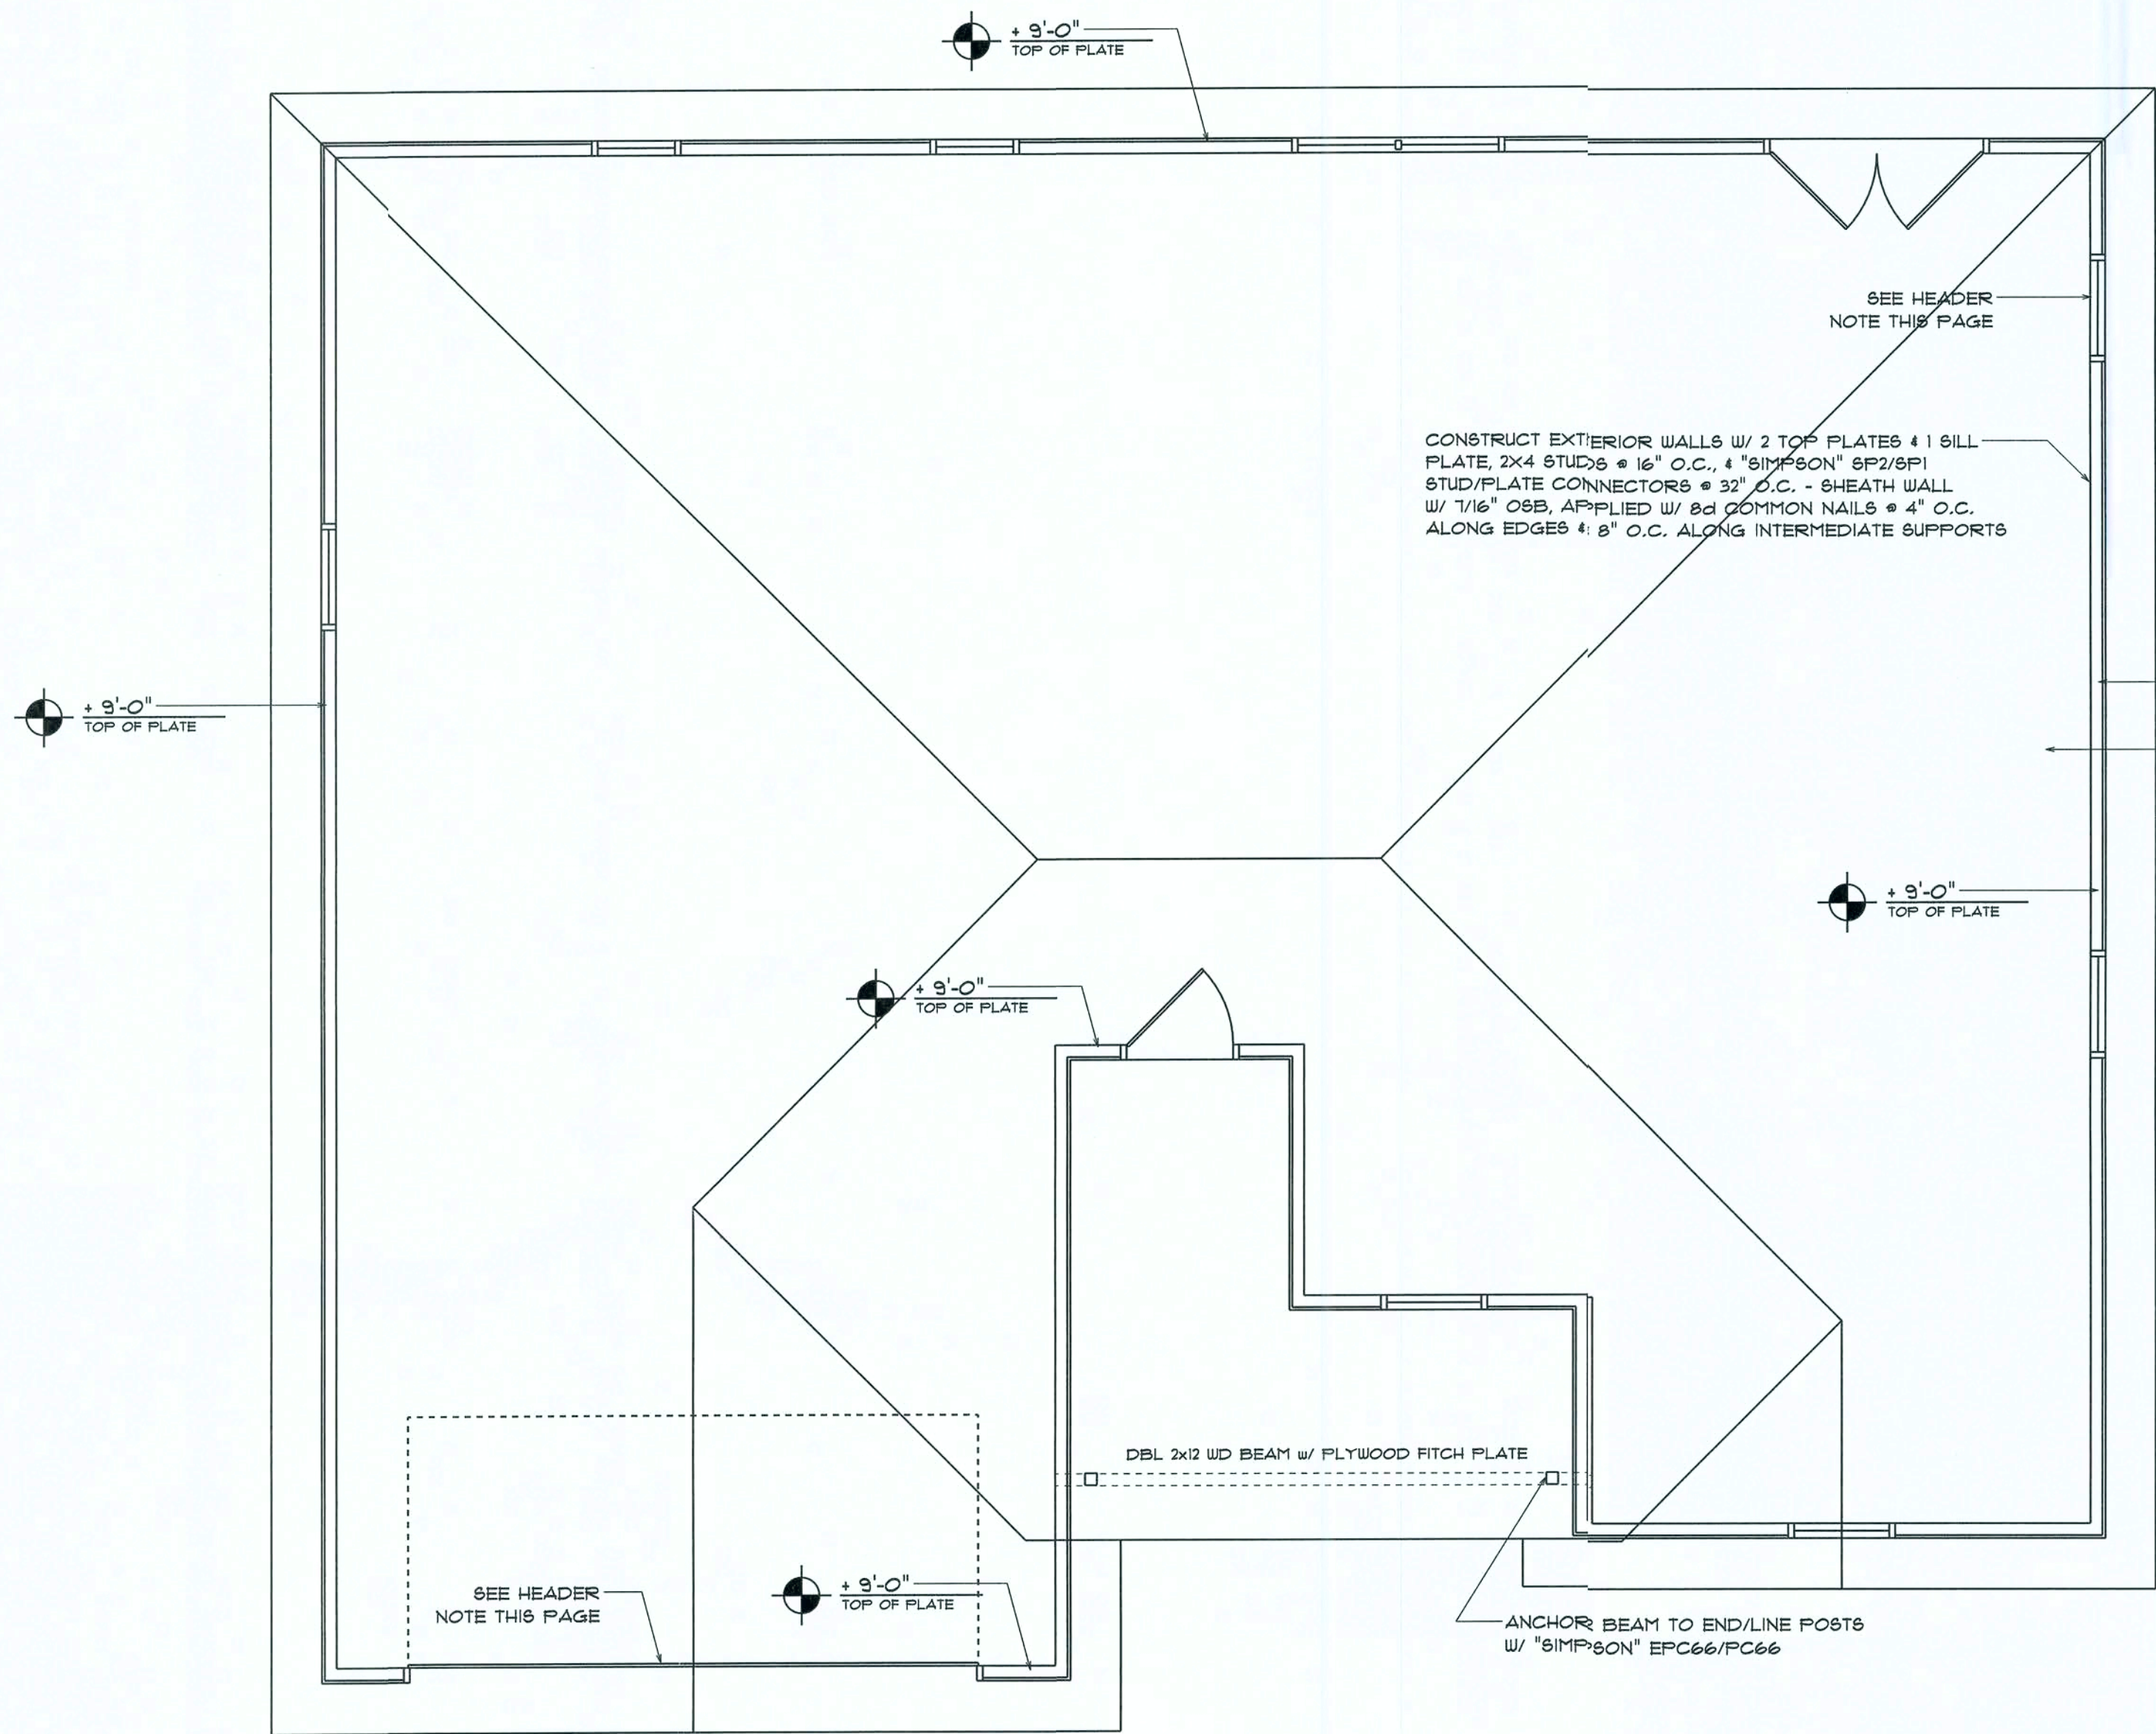 + 9'-0"
TOP OF PLATE
SEE HEADER
NOTE THIS PAGE
CONSTRUCT EXTERIOR WALLS W/ 2 TOP PLATES & 1 SILL
PLATE, 2X4 STUDS @ 16" O.C., & "SIMPSON" SP2/SP1
STUD/PLATE CONNECTORS @ 32" O.C. - SHEATH WALL
W/ 7/16" OSB, APPLIED W/ 8d COMMON NAILS @ 4" O.C.
ALONG EDGES & 8" O.C. ALONG INTERMEDIATE SUPPORTS
+ 9'-0"
TOP OF PLATE
+ 9'-0"
TOP OF PLATE
+ 9'-0"
TOP OF PLATE
DBL 2x12 WD BEAM w/ PLYWOOD FITCH PLATE
+ 9'-0"
TOP OF PLATE
SEE HEADER
NOTE THIS PAGE
ANCHOR BEAM TO END/LINE POSTS
W/ "SIMPSON" EPC66/PC66